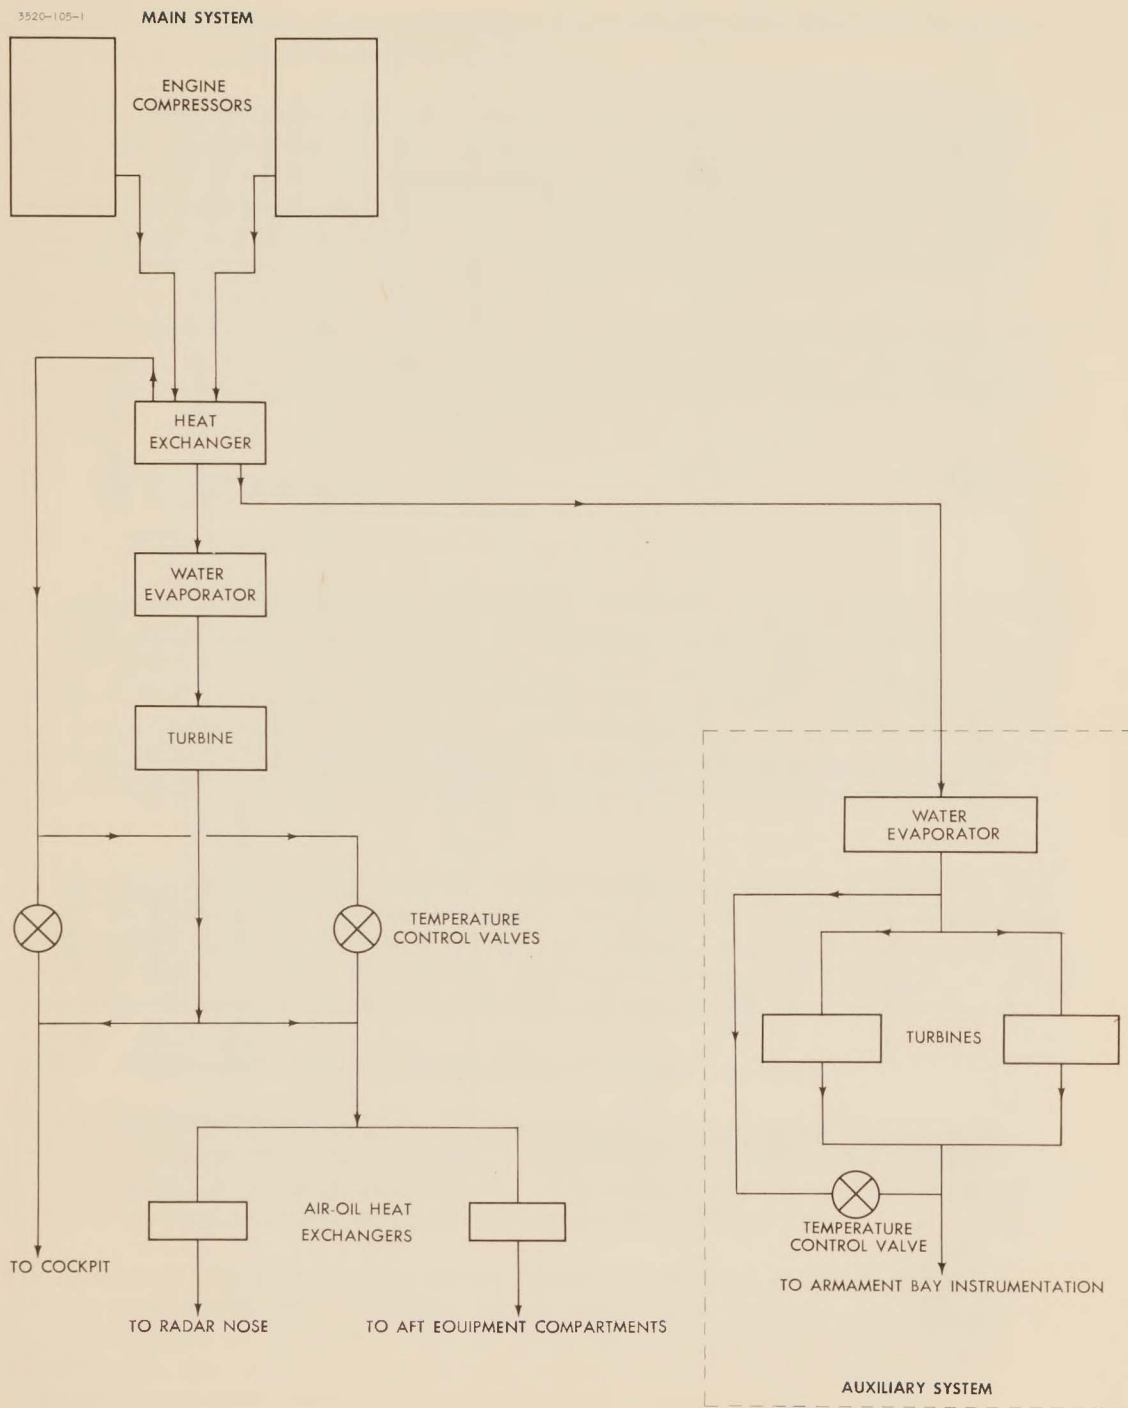 3520-105-1
MAIN SYSTEM
ENGINE
COMPRESSORS
HEAT
EXCHANGER
WATER
EVAPORATOR
TURBINE
WATER
EVAPORATOR
TEMPERATURE
CONTROL VALVES
TURBINES
AIR-OIL HEAT
EXCHANGERS
TEMPERATURE
CONTROL VALVE
TO COCKPIT
TO ARMAMENT BAY INSTRUMENTATION
TO RADAR NOSE
TO AFT EQUIPMENT COMPARTMENTS
AUXILIARY SYSTEM